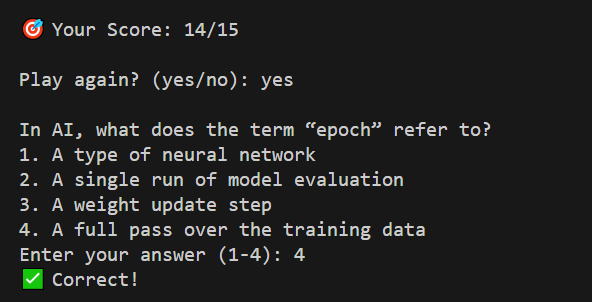 🎯 Your Score: 14/15
Play again? (yes/no): yes
In AI, what does the term “epoch” refer to?
1. A type of neural network
2. A single run of model evaluation
3. A weight update step
4. A full pass over the training data
Enter your answer (1-4): 4
✅ Correct!